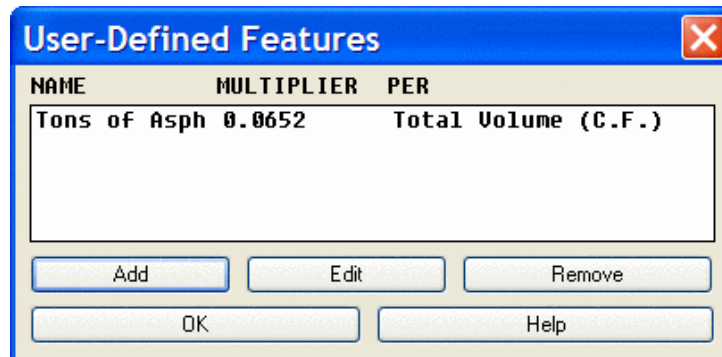 User-Defined Features
NAME MULTIPLIER PER
Tons of Asph 0.0652 Total Volume (C.F.)
Add Edit Remove
OK Help